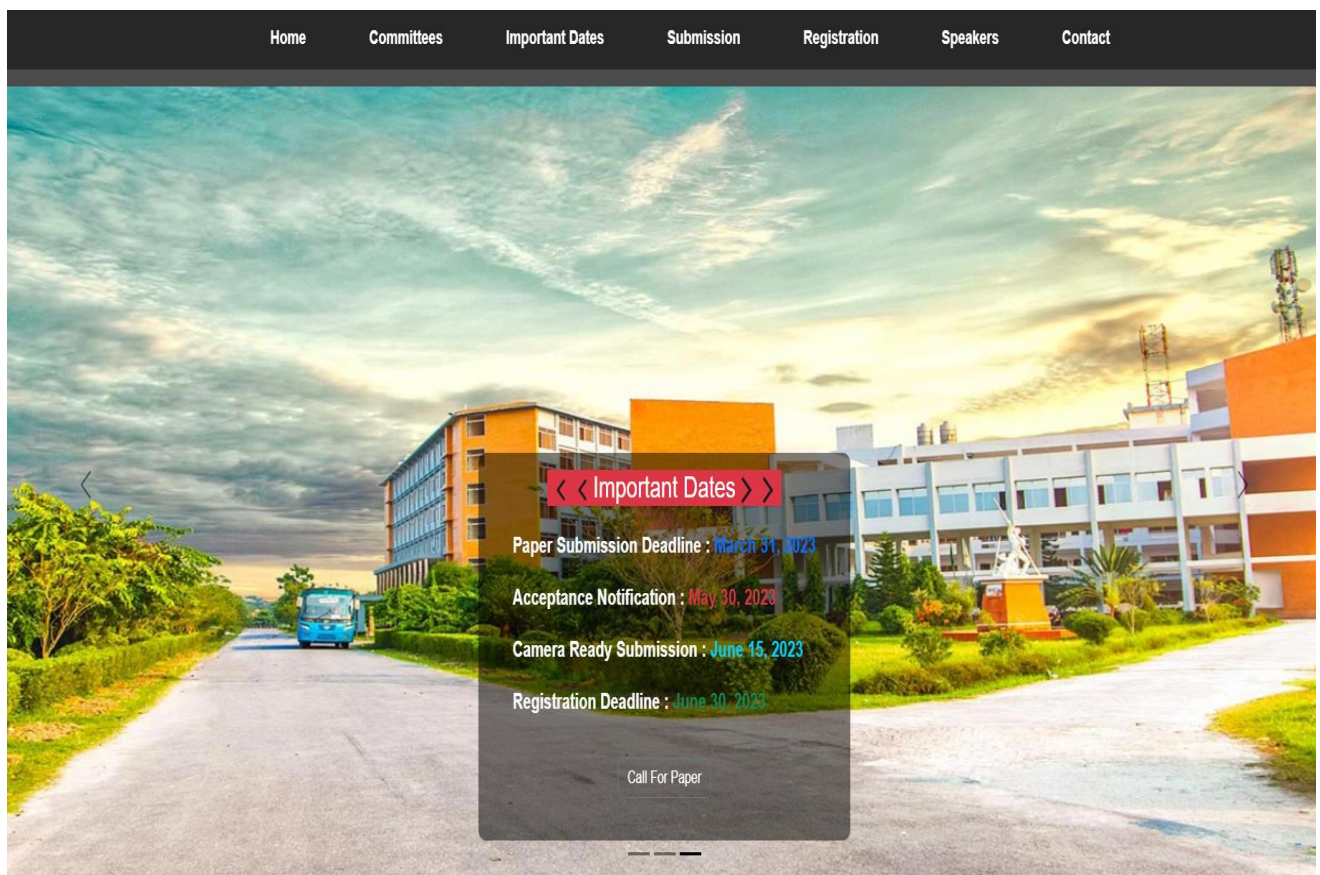 Home Committees Important Dates Submission Registration Speakers Contact
Important Dates
Paper Submission Deadline : March 31, 2023
Acceptance Notification : May 30, 2023
Camera Ready Submission : June 15, 2023
Registration Deadline : June 30, 2023
Call For Paper